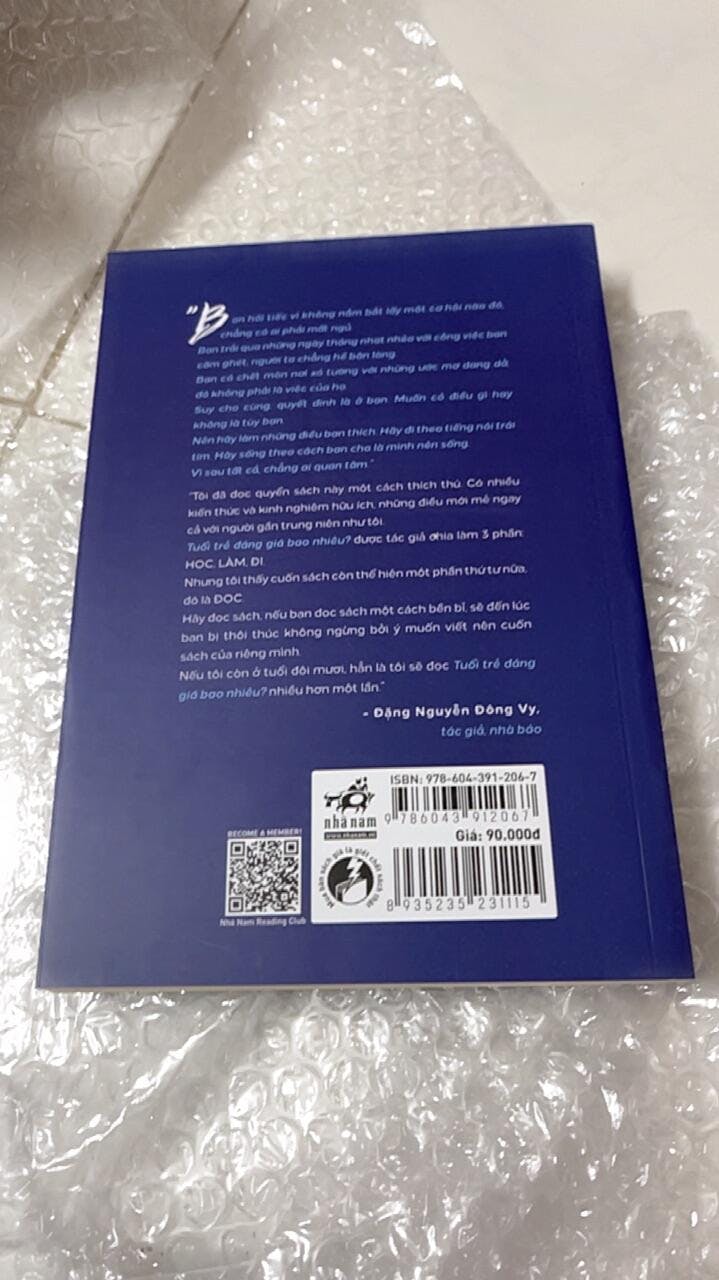 "Bạn hối tiếc vì không nắm bắt lấy một cơ hội nào đó,
chẳng có ai phải mất ngủ.
Bạn trải qua những ngày tháng nhạt nhẽo với công việc bạn
căm ghét, người ta chẳng hề bận lòng.
Bạn có chết mòn nơi xó tường với những ước mơ dang dở,
đó không phải là việc của họ.
Suy cho cùng, quyết định là ở bạn. Muốn có điều gì hay
không là tùy bạn.
Nên hãy làm những điều bạn thích. Hãy đi theo tiếng nói trái
tim. Hãy sống theo cách bạn cho là mình nên sống.
Vì sau tất cả, chẳng ai quan tâm."
"Tôi đã đọc quyển sách này một cách thích thú. Có nhiều
kiến thức và kinh nghiệm hữu ích, những điều mới mẻ ngay
cả với người gần trung niên như tôi.
Tuổi trẻ đáng giá bao nhiêu? được tác giả chia làm 3 phần:
HỌC, LÀM, ĐI.
Nhưng tôi thấy cuốn sách còn thể hiện một phần thứ tư nữa,
đó là ĐỌC.
Hãy đọc sách, nếu bạn đọc sách một cách bền bỉ, sẽ đến lúc
bạn bị thôi thúc không ngừng bởi ý muốn viết nên cuốn
sách của riêng mình.
Nếu tôi còn ở tuổi đôi mươi, hẳn là tôi sẽ đọc Tuổi trẻ đáng
giá bao nhiêu? nhiều hơn một lần."
- Đặng Nguyễn Đông Vy,
tác giả, nhà báo
ISBN: 978-604-391-206-7
9 786043 912067
nhã nam
www.nhanam.vn
Giá: 90.000đ
Mua bán sách giả là giết chết sách thật
8 935235 231115
BECOME A MEMBER!
Nha Nam Reading Club